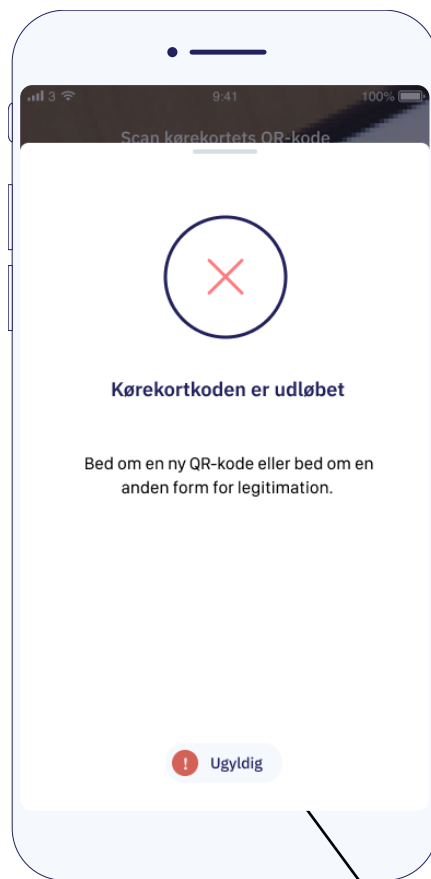 3 9:41 100%
Scan kørekortets QR-kode
Kørekortkoden er udløbet
Bed om en ny QR-kode eller bed om en
anden form for legitimation.
! Ugyldig